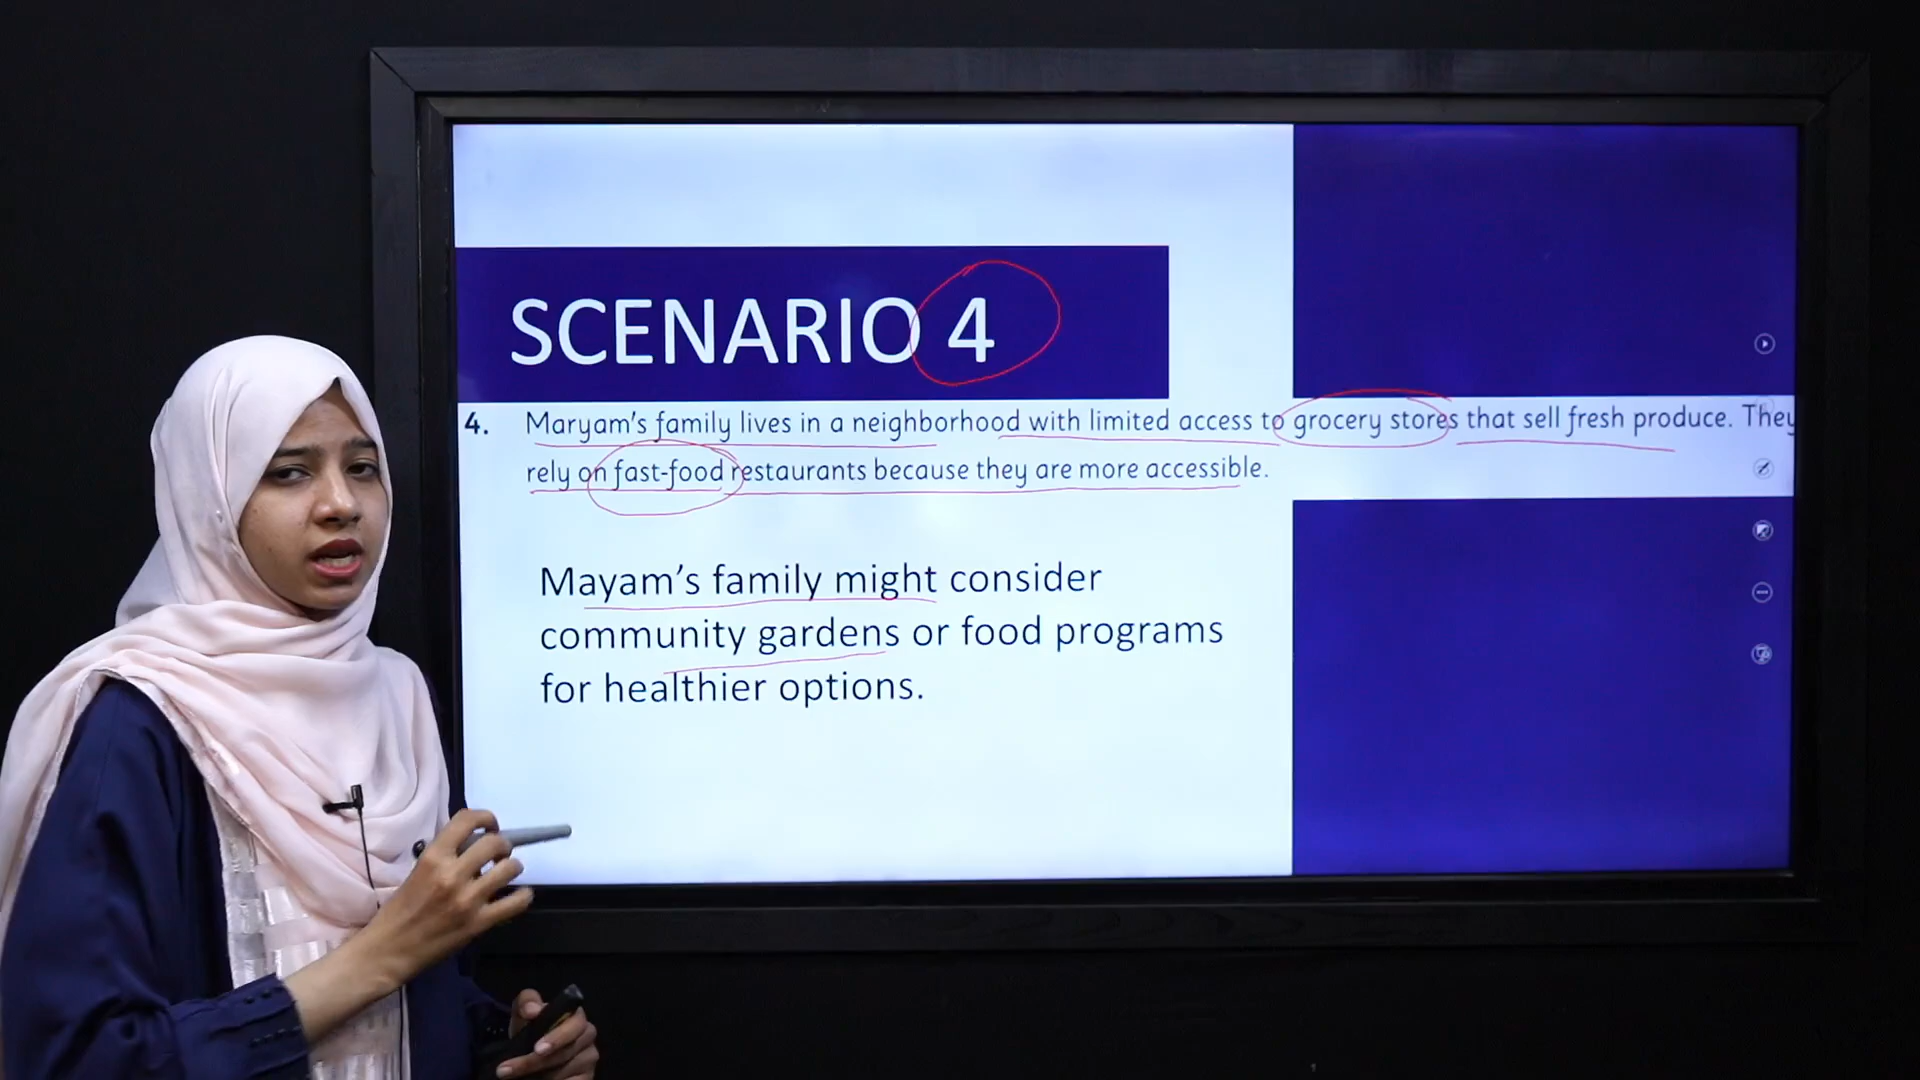 SCENARIO 4
4. Maryam's family lives in a neighborhood with limited access to grocery stores that sell fresh produce. They
rely on fast-food restaurants because they are more accessible.
Mayam's family might consider
community gardens or food programs
for healthier options.